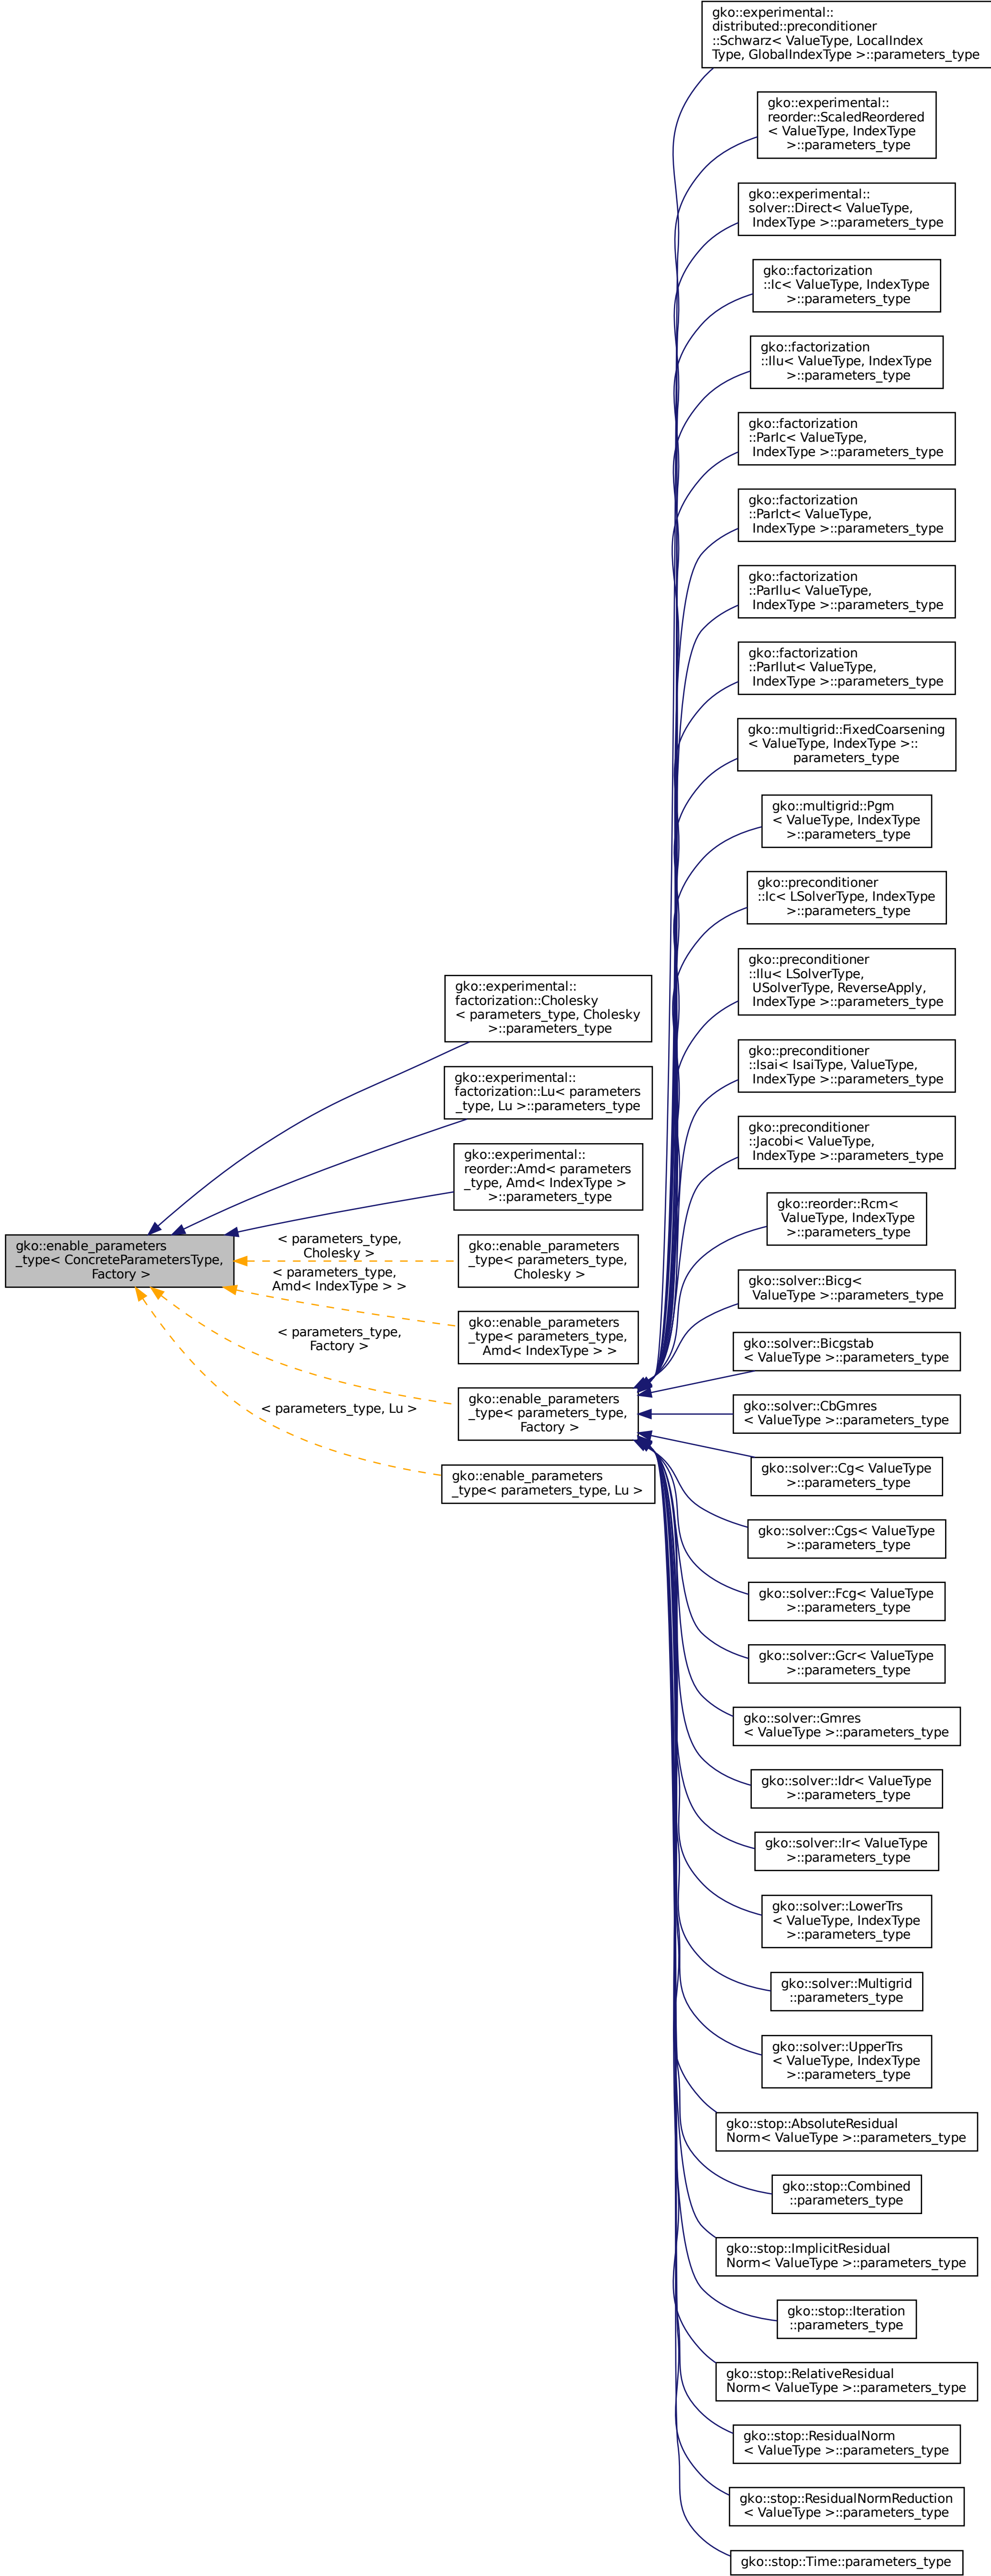 gko::experimental::
distributed::preconditioner
::Schwarz< ValueType, LocalIndex
Type, GlobalIndexType >::parameters_type
gko::experimental::
reorder::ScaledReordered
< ValueType, IndexType
>::parameters_type
gko::experimental::
solver::Direct< ValueType,
IndexType >::parameters_type
gko::factorization
::Ic< ValueType, IndexType
>::parameters_type
gko::factorization
::Ilu< ValueType, IndexType
>::parameters_type
gko::factorization
::ParIc< ValueType,
IndexType >::parameters_type
gko::factorization
::ParIct< ValueType,
IndexType >::parameters_type
gko::factorization
::ParIlu< ValueType,
IndexType >::parameters_type
gko::factorization
::ParIlut< ValueType,
IndexType >::parameters_type
gko::multigrid::FixedCoarsening
< ValueType, IndexType >::
parameters_type
gko::multigrid::Pgm
< ValueType, IndexType
>::parameters_type
gko::preconditioner
::Ic< LSolverType, IndexType
>::parameters_type
gko::preconditioner
::Ilu< LSolverType,
USolverType, ReverseApply,
IndexType >::parameters_type
gko::preconditioner
::Isai< IsaiType, ValueType,
IndexType >::parameters_type
gko::preconditioner
::Jacobi< ValueType,
IndexType >::parameters_type
gko::reorder::Rcm<
ValueType, IndexType
>::parameters_type
gko::solver::Bicg<
ValueType >::parameters_type
gko::solver::Bicgstab
< ValueType >::parameters_type
gko::solver::CbGmres
< ValueType >::parameters_type
gko::solver::Cg< ValueType
>::parameters_type
gko::solver::Cgs< ValueType
>::parameters_type
gko::solver::Fcg< ValueType
>::parameters_type
gko::solver::Gcr< ValueType
>::parameters_type
gko::solver::Gmres
< ValueType >::parameters_type
gko::solver::Idr< ValueType
>::parameters_type
gko::solver::Ir< ValueType
>::parameters_type
gko::solver::LowerTrs
< ValueType, IndexType
>::parameters_type
gko::solver::Multigrid
::parameters_type
gko::solver::UpperTrs
< ValueType, IndexType
>::parameters_type
gko::stop::AbsoluteResidual
Norm< ValueType >::parameters_type
gko::stop::Combined
::parameters_type
gko::stop::ImplicitResidual
Norm< ValueType >::parameters_type
gko::stop::Iteration
::parameters_type
gko::stop::RelativeResidual
Norm< ValueType >::parameters_type
gko::stop::ResidualNorm
< ValueType >::parameters_type
gko::stop::ResidualNormReduction
< ValueType >::parameters_type
gko::stop::Time::parameters_type
gko::experimental::
factorization::Cholesky
< parameters_type, Cholesky
>::parameters_type
gko::experimental::
factorization::Lu< parameters
_type, Lu >::parameters_type
gko::experimental::
reorder::Amd< parameters
_type, Amd< IndexType >
>::parameters_type
gko::enable_parameters
_type< parameters_type,
Cholesky >
gko::enable_parameters
_type< parameters_type,
Amd< IndexType > >
gko::enable_parameters
_type< parameters_type,
Factory >
gko::enable_parameters
_type< parameters_type, Lu >
< parameters_type,
Cholesky >
< parameters_type,
Amd< IndexType > >
< parameters_type,
Factory >
< parameters_type, Lu >
gko::enable_parameters
_type< ConcreteParametersType,
Factory >